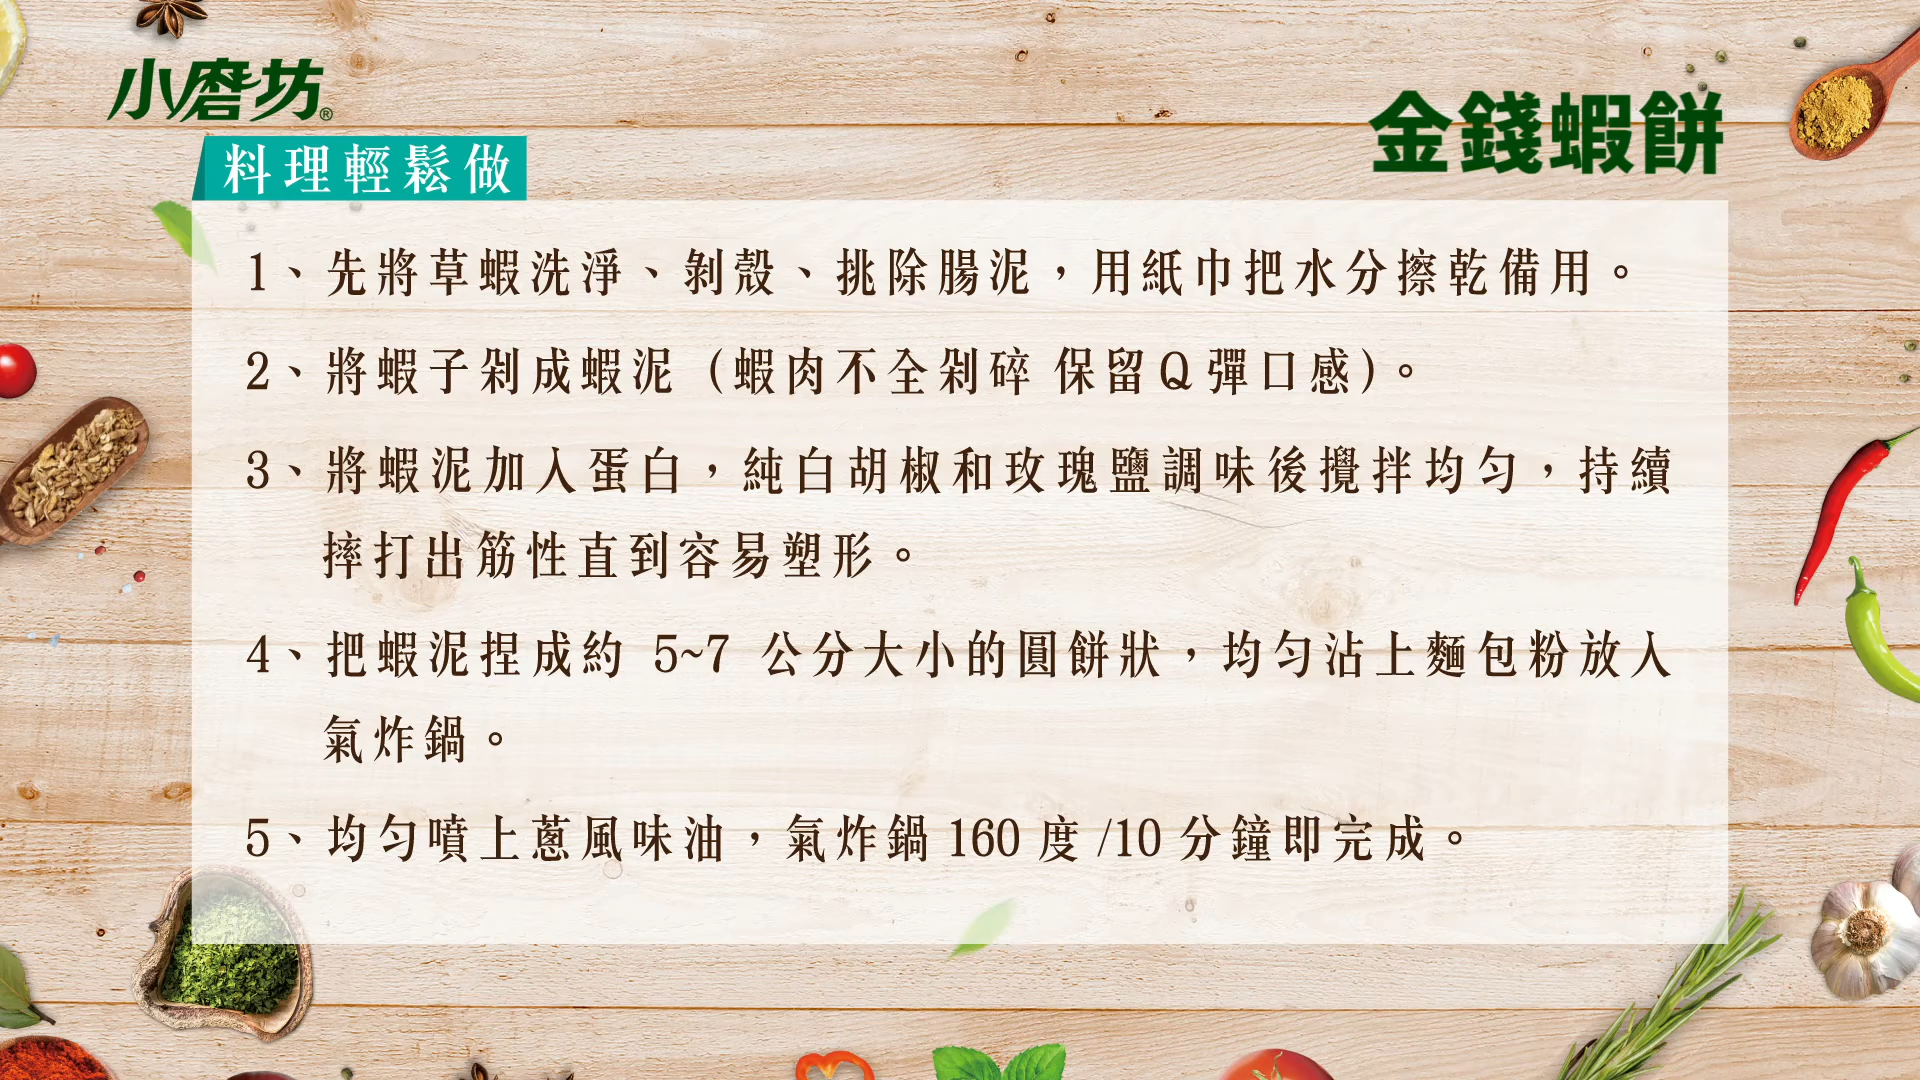 小磨坊®
料理輕鬆做
金錢蝦餅
1、先將草蝦洗淨、剝殼、挑除腸泥，用紙巾把水分擦乾備用。
2、將蝦子剁成蝦泥（蝦肉不全剁碎 保留Q彈口感）。
3、將蝦泥加入蛋白，純白胡椒和玫瑰鹽調味後攪拌均勻，持續
摔打出筋性直到容易塑形。
4、把蝦泥捏成約 5~7 公分大小的圓餅狀，均勻沾上麵包粉放入
氣炸鍋。
5、均勻噴上蔥風味油，氣炸鍋 160 度 /10 分鐘即完成。